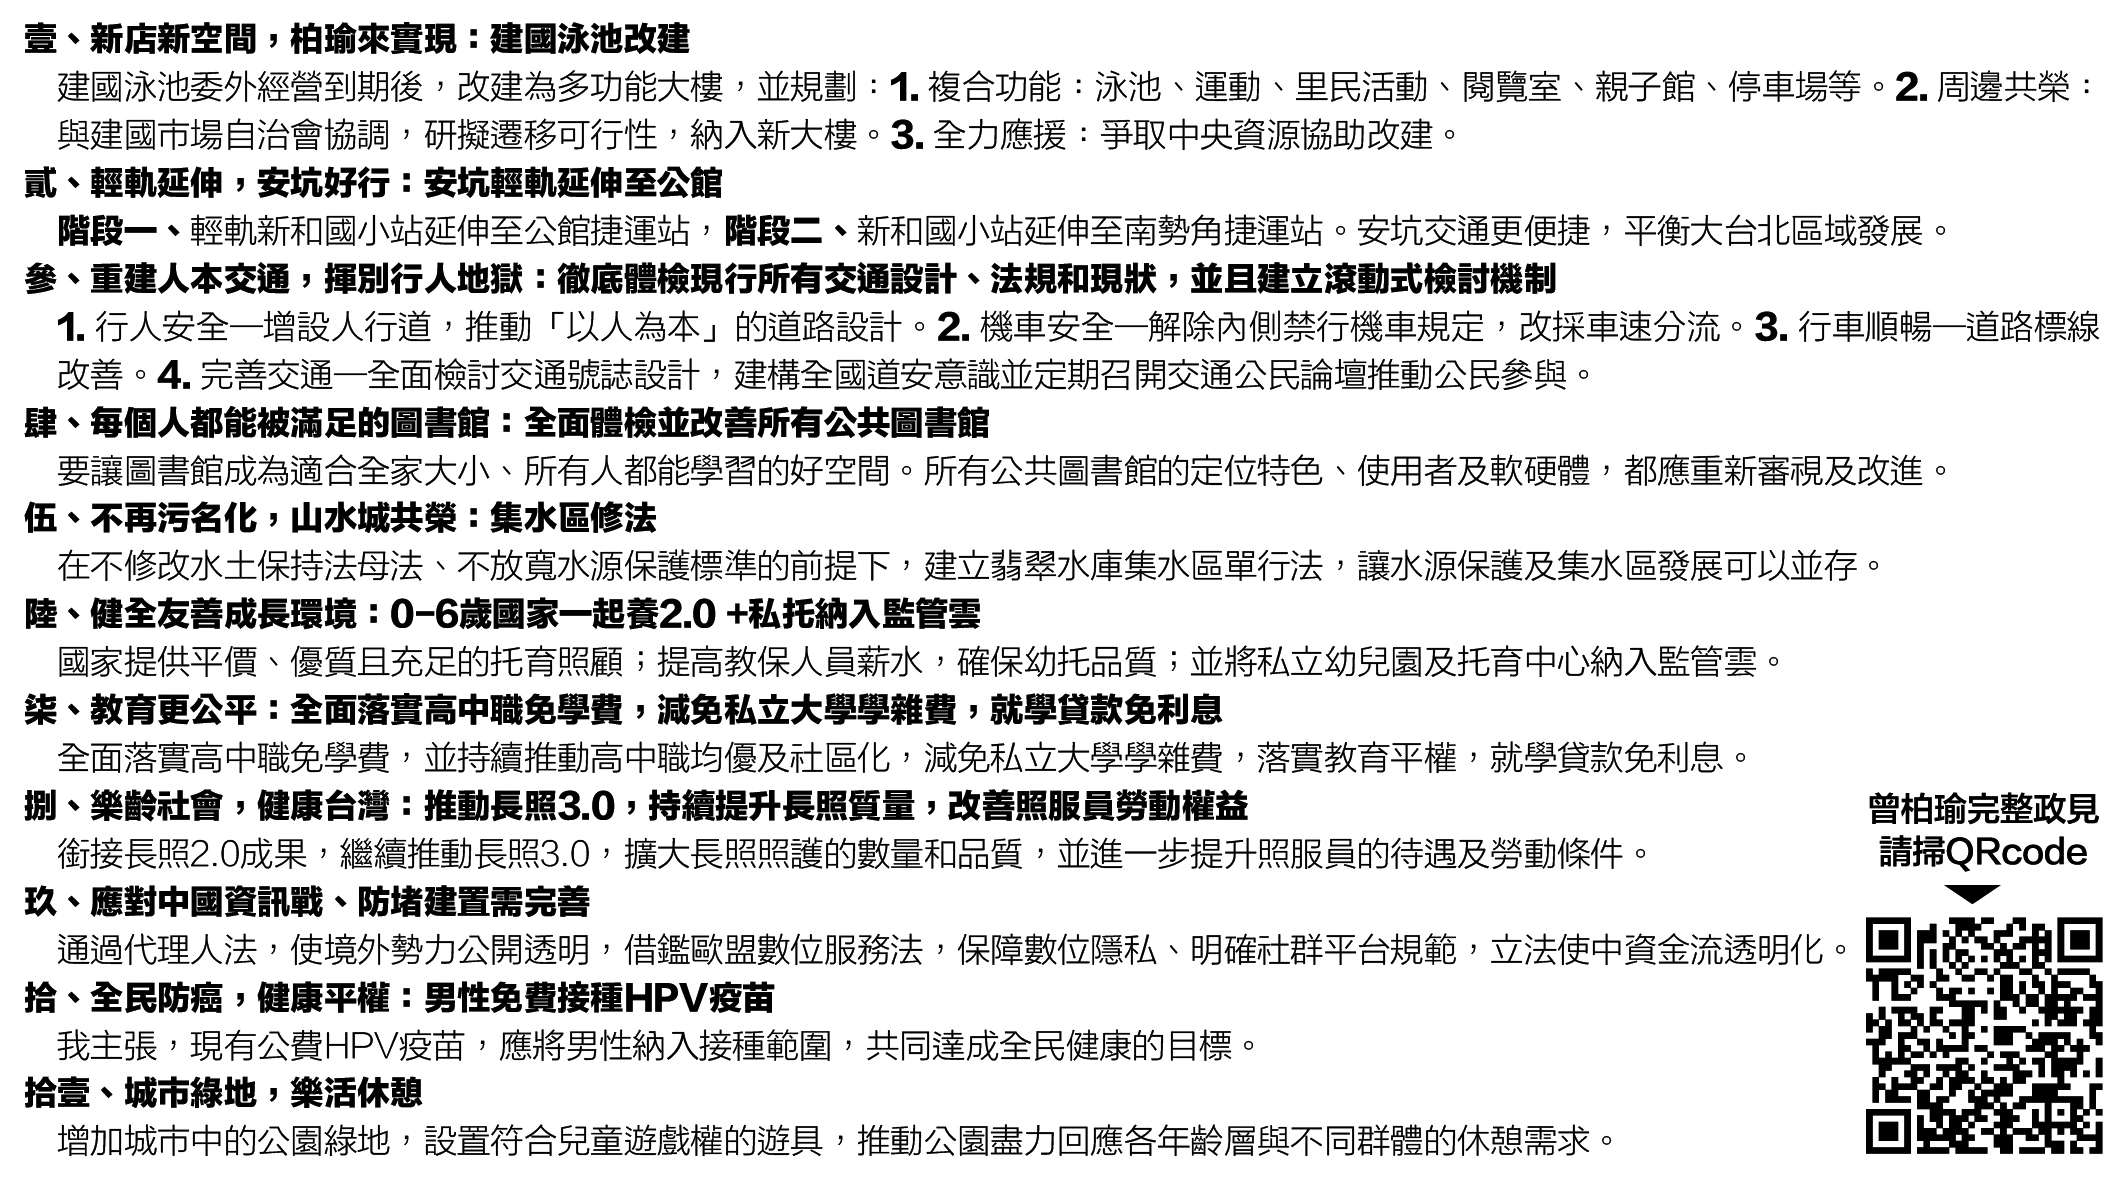 壹、新店新空間，柏瑜來實現：建國泳池改建
建國泳池委外經營到期後，改建為多功能大樓，並規劃：1. 複合功能：泳池、運動、里民活動、閱覽室、親子館、停車場等。2. 周邊共榮：
與建國市場自治會協調，研擬遷移可行性，納入新大樓。3. 全力應援：爭取中央資源協助改建。
貳、輕軌延伸，安坑好行：安坑輕軌延伸至公館
階段一、輕軌新和國小站延伸至公館捷運站，階段二、新和國小站延伸至南勢角捷運站。安坑交通更便捷，平衡大台北區域發展。
參、重建人本交通，揮別行人地獄：徹底體檢現行所有交通設計、法規和現狀，並且建立滾動式檢討機制
1. 行人安全—增設人行道，推動「以人為本」的道路設計。2. 機車安全—解除內側禁行機車規定，改採車速分流。3. 行車順暢—道路標線
改善。4. 完善交通—全面檢討交通號誌設計，建構全國道安意識並定期召開交通公民論壇推動公民參與。
肆、每個人都能被滿足的圖書館：全面體檢並改善所有公共圖書館
要讓圖書館成為適合全家大小、所有人都能學習的好空間。所有公共圖書館的定位特色、使用者及軟硬體，都應重新審視及改進。
伍、不再污名化，山水城共榮：集水區修法
在不修改水土保持法母法、不放寬水源保護標準的前提下，建立翡翠水庫集水區單行法，讓水源保護及集水區發展可以並存。
陸、健全友善成長環境：0-6歲國家一起養2.0 +私托納入監管雲
國家提供平價、優質且充足的托育照顧；提高教保人員薪水，確保幼托品質；並將私立幼兒園及托育中心納入監管雲。
柒、教育更公平：全面落實高中職免學費，減免私立大學學雜費，就學貸款免利息
全面落實高中職免學費，並持續推動高中職均優及社區化，減免私立大學學雜費，落實教育平權，就學貸款免利息。
捌、樂齡社會，健康台灣：推動長照3.0，持續提升長照質量，改善照服員勞動權益
銜接長照2.0成果，繼續推動長照3.0，擴大長照照護的數量和品質，並進一步提升照服員的待遇及勞動條件。
玖、應對中國資訊戰、防堵建置需完善
通過代理人法，使境外勢力公開透明，借鑑歐盟數位服務法，保障數位隱私、明確社群平台規範，立法使中資金流透明化。
拾、全民防癌，健康平權：男性免費接種HPV疫苗
我主張，現有公費HPV疫苗，應將男性納入接種範圍，共同達成全民健康的目標。
拾壹、城市綠地，樂活休憩
增加城市中的公園綠地，設置符合兒童遊戲權的遊具，推動公園盡力回應各年齡層與不同群體的休憩需求。
曾柏瑜完整政見
請掃QRcode